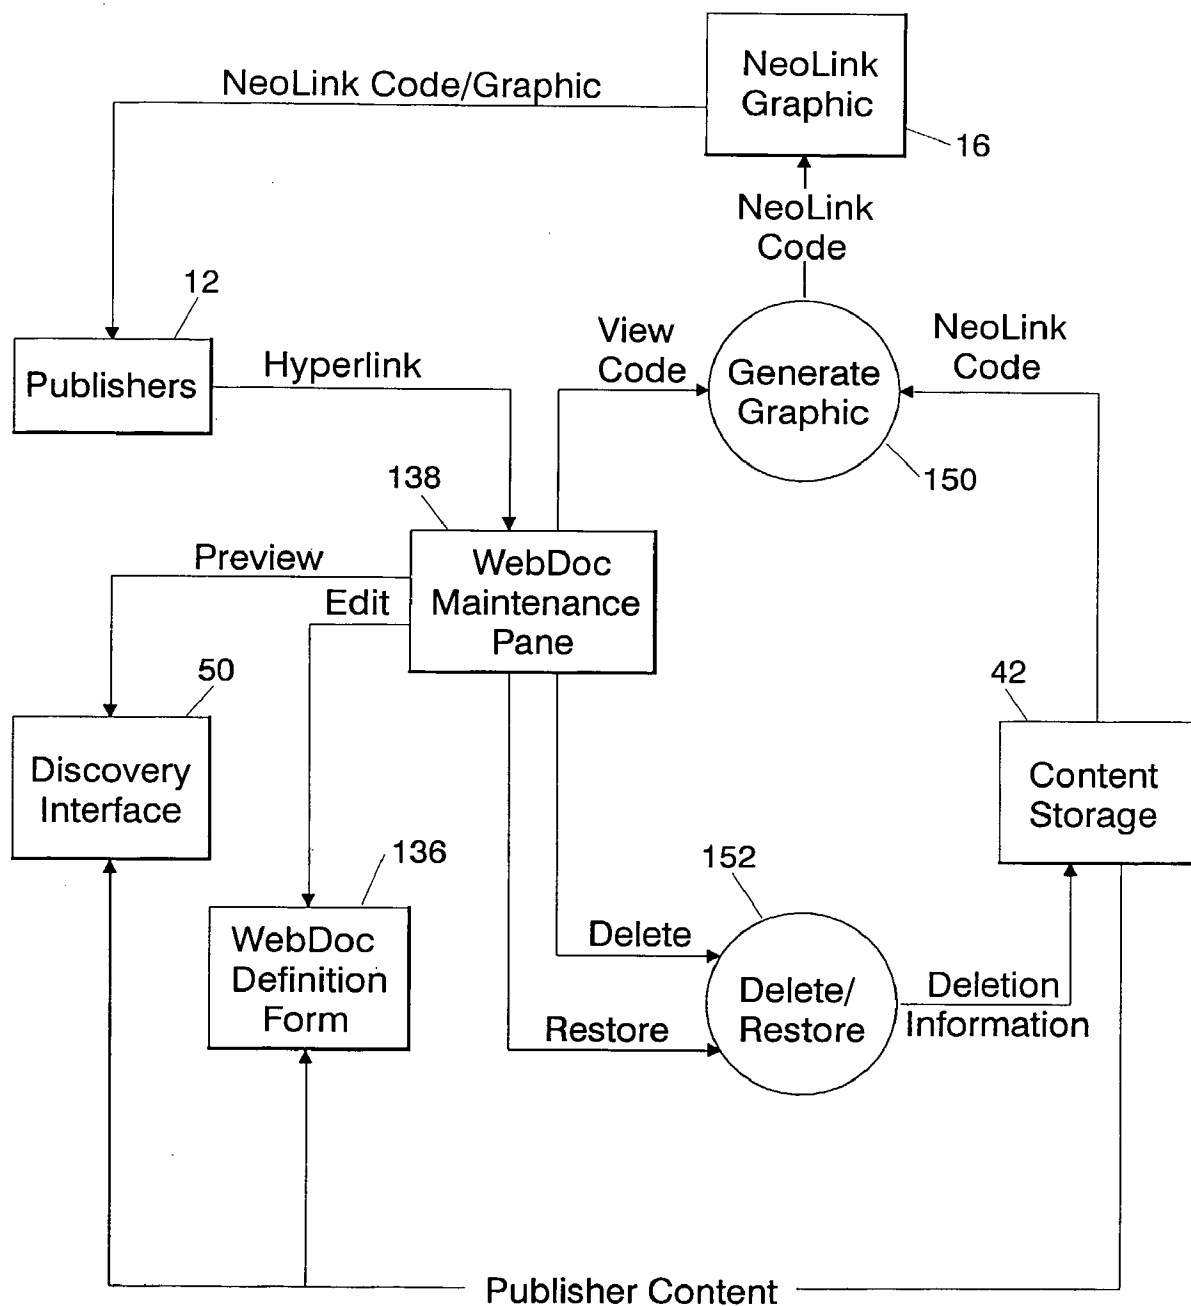 NeoLink
Graphic
16
NeoLink Code/Graphic
NeoLink
Code
12
Publishers
Hyperlink
View
Code
Generate
Graphic
150
NeoLink
Code
138
WebDoc
Maintenance
Pane
Preview
Edit
50
Discovery
Interface
42
Content
Storage
136
WebDoc
Definition
Form
152
Delete
Restore
Delete/
Restore
Deletion
Information
Publisher Content